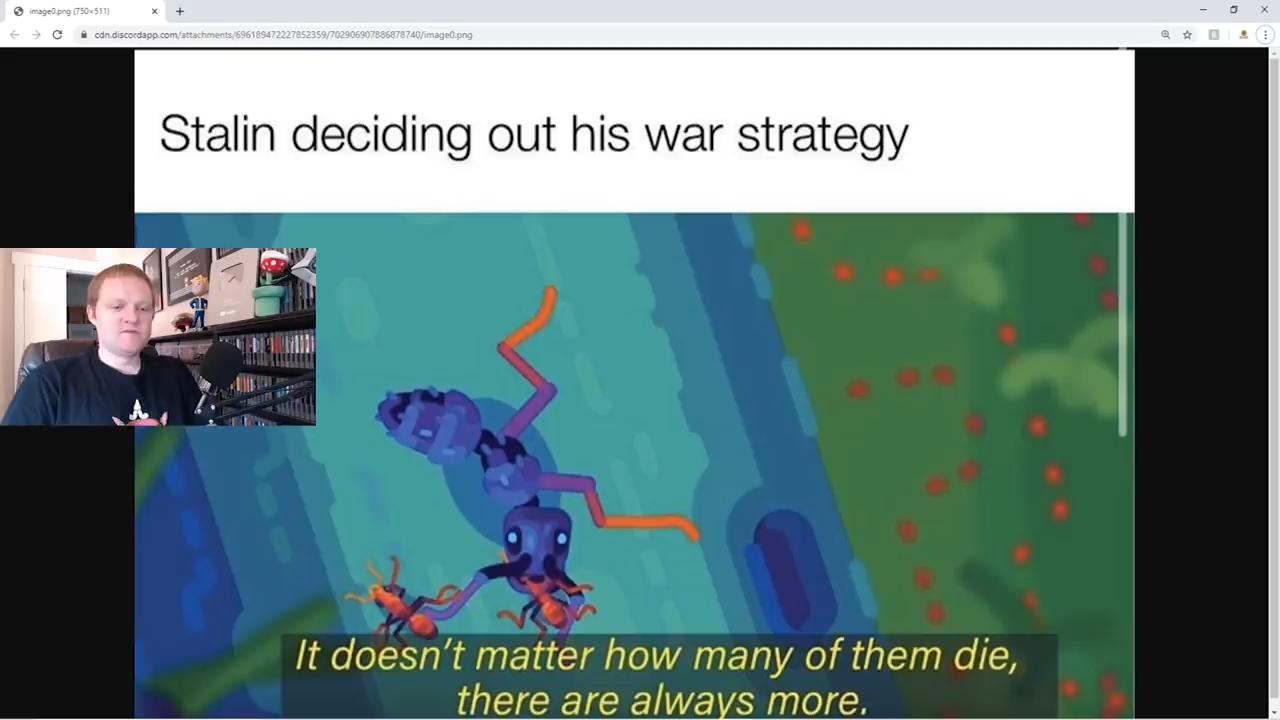 image0.png (750×511)
cdn.discordapp.com/attachments/696189472227852359/702906907886878740/image0.png
Stalin deciding out his war strategy
It doesn't matter how many of them die,
there are always more.